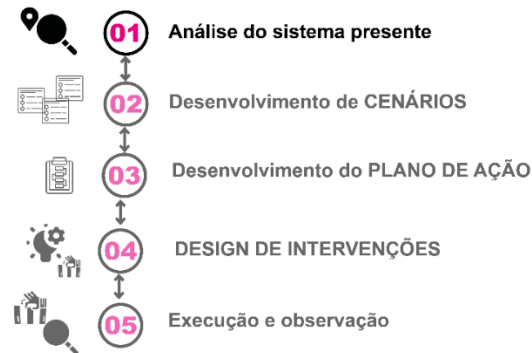 01 Análise do sistema presente
02 Desenvolvimento de CENÁRIOS
03 Desenvolvimento do PLANO DE AÇÃO
04 DESIGN DE INTERVENÇÕES
05 Execução e observação